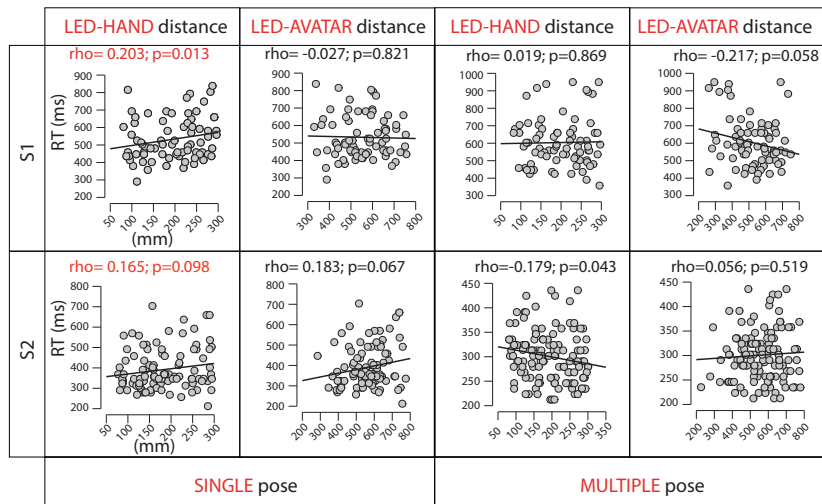 LED-HAND distance LED-AVATAR distance LED-HAND distance LED-AVATAR distance
S1
rho= 0.203; p=0.013 rho= -0.027; p=0.821 rho= 0.019; p=0.869 rho= -0.217; p=0.058
RT (ms)
900 800 700 600 500 400 300 200
50 100 150 200 250 300
(mm)
900 800 700 600 500 400 300 200
300 400 500 600 700 800
1000 900 800 700 600 500 400 300
50 100 150 200 250 300
1000 900 800 700 600 500 400 300
200 300 400 500 600 700 800
S2
rho= 0.165; p=0.098 rho= 0.183; p=0.067 rho=-0.179; p=0.043 rho=0.056; p=0.519
RT (ms)
800 700 600 500 400 300 200
50 100 150 200 250 300
800 700 600 500 400 300 200
200 300 400 500 600 700 800
450 400 350 300 250 200
50 100 150 200 250 300 350
450 400 350 300 250 200
200 300 400 500 600 700 800
SINGLE pose MULTIPLE pose